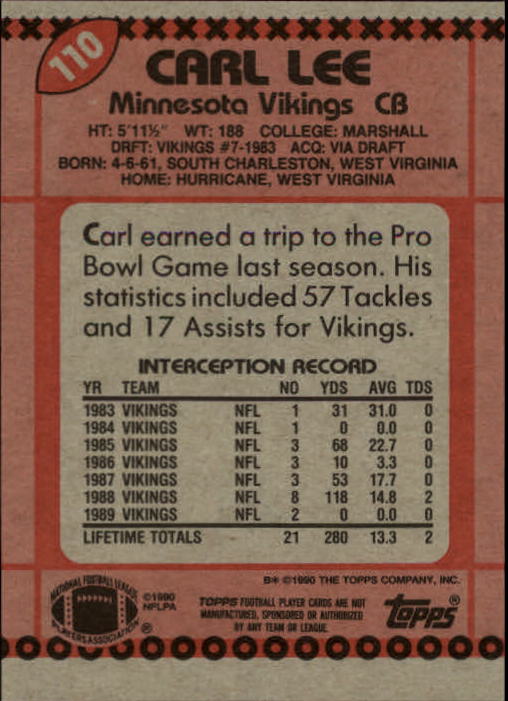 110
CARL LEE
Minnesota Vikings CB
HT: 5'11½" WT: 188 COLLEGE: MARSHALL
DRFT: VIKINGS #7-1983 ACQ: VIA DRAFT
BORN: 4-6-61, SOUTH CHARLESTON, WEST VIRGINIA
HOME: HURRICANE, WEST VIRGINIA
Carl earned a trip to the Pro
Bowl Game last season. His
statistics included 57 Tackles
and 17 Assists for Vikings.
INTERCEPTION RECORD
YR TEAM NO YDS AVG TDS
1983 VIKINGS NFL 1 31 31.0 0
1984 VIKINGS NFL 1 0 0.0 0
1985 VIKINGS NFL 3 68 22.7 0
1986 VIKINGS NFL 3 10 3.3 0
1987 VIKINGS NFL 3 53 17.7 0
1988 VIKINGS NFL 8 118 14.8 2
1989 VIKINGS NFL 2 0 0.0 0
LIFETIME TOTALS 21 280 13.3 2
B* ©1990 THE TOPPS COMPANY, INC.
NATIONAL FOOTBALL LEAGUE
PLAYERS ASSOCIATION ®
©1990
NFLPA
TOPPS FOOTBALL PLAYER CARDS ARE NOT
MANUFACTURED, SPONSORED OR AUTHORIZED
BY ANY TEAM OR LEAGUE.
topps®